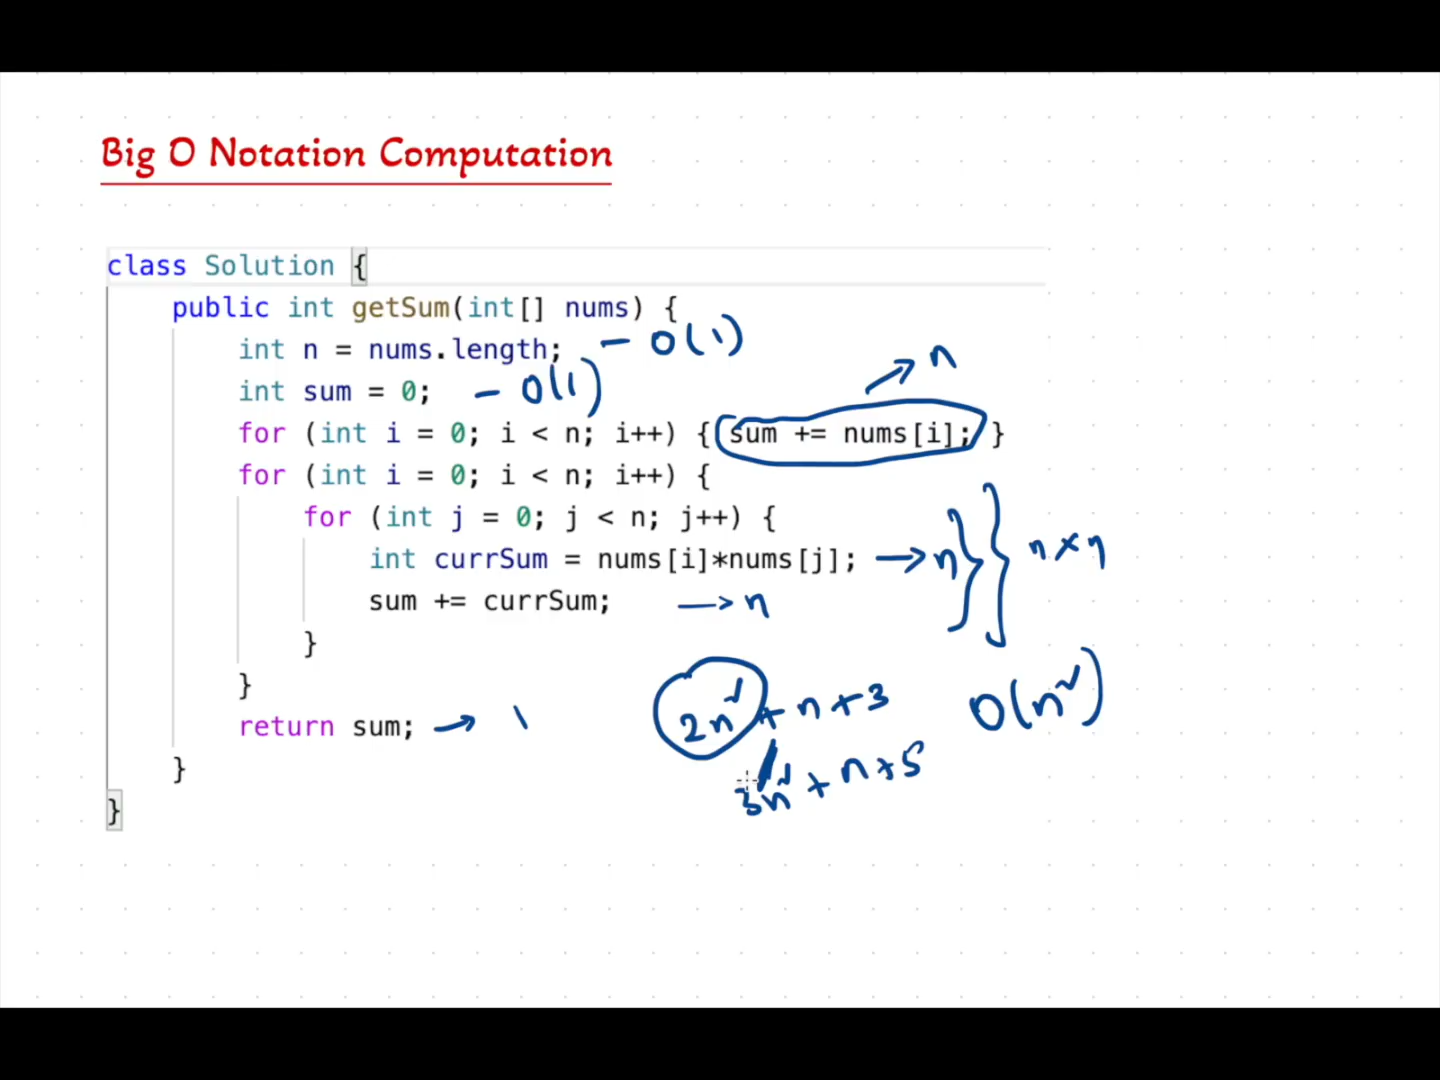 Big O Notation Computation
class Solution {
public int getSum(int[] nums) {
int n = nums.length; - O(1)
int sum = 0; - O(1)
→ n
for (int i = 0; i < n; i++) { sum += nums[i]; }
for (int i = 0; i < n; i++) {
for (int j = 0; j < n; j++) {
int currSum = nums[i]*nums[j]; → n } } n × n
sum += currSum; → n
}
}
2n² + n + 3 O(n²)
return sum; → 1
3n² + n + 5
}
}